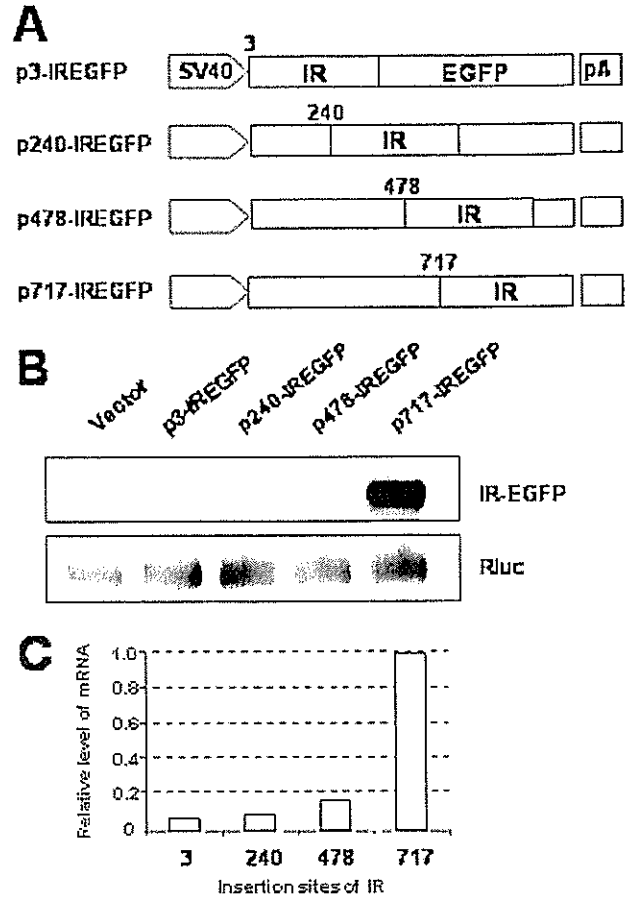 A
3
p3-IREGFP SV40 IR EGFP pA
240
p240-IREGFP IR
478
p478-IREGFP IR
717
p717-IREGFP IR
B
Vector p3-IREGFP p240-IREGFP p478-IREGFP p717-IREGFP
IR-EGFP
Rluc
C
Relative level of mRNA
1.0
0.8
0.6
0.4
0.2
0
3 240 478 717
Insertion sites of IR